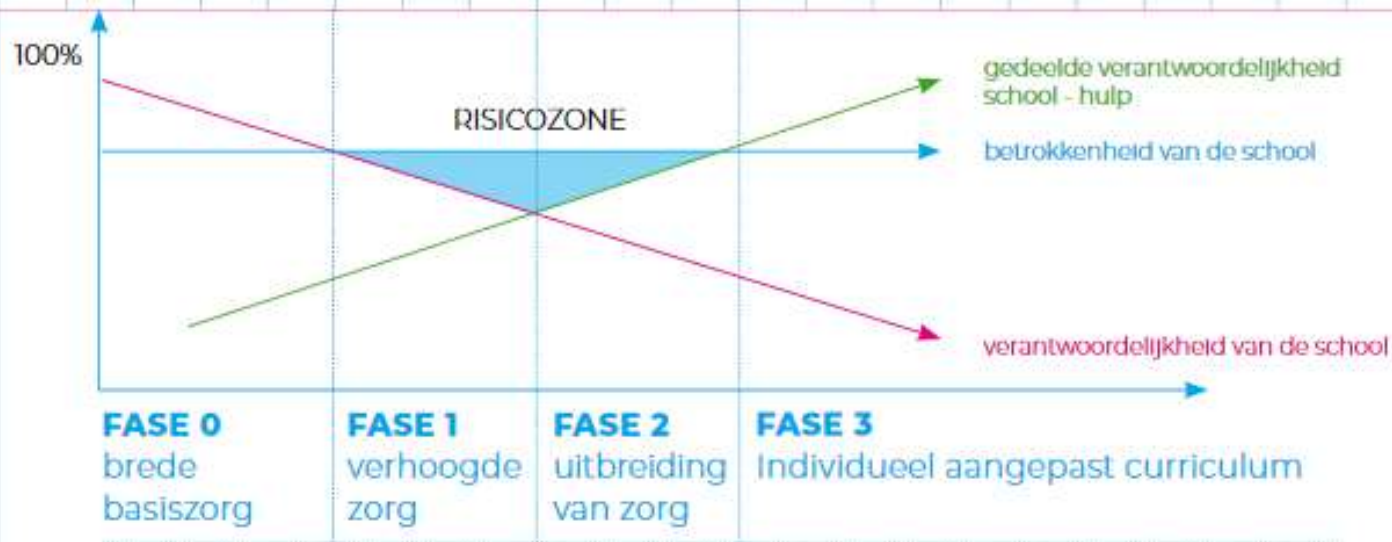 100%
RISICOZONE
gedeelde verantwoordelijkheid
school - hulp
betrokkenheid van de school
verantwoordelijkheid van de school
FASE 0
brede
basiszorg
FASE 1
verhoogde
zorg
FASE 2
uitbreiding
van zorg
FASE 3
Individueel aangepast curriculum